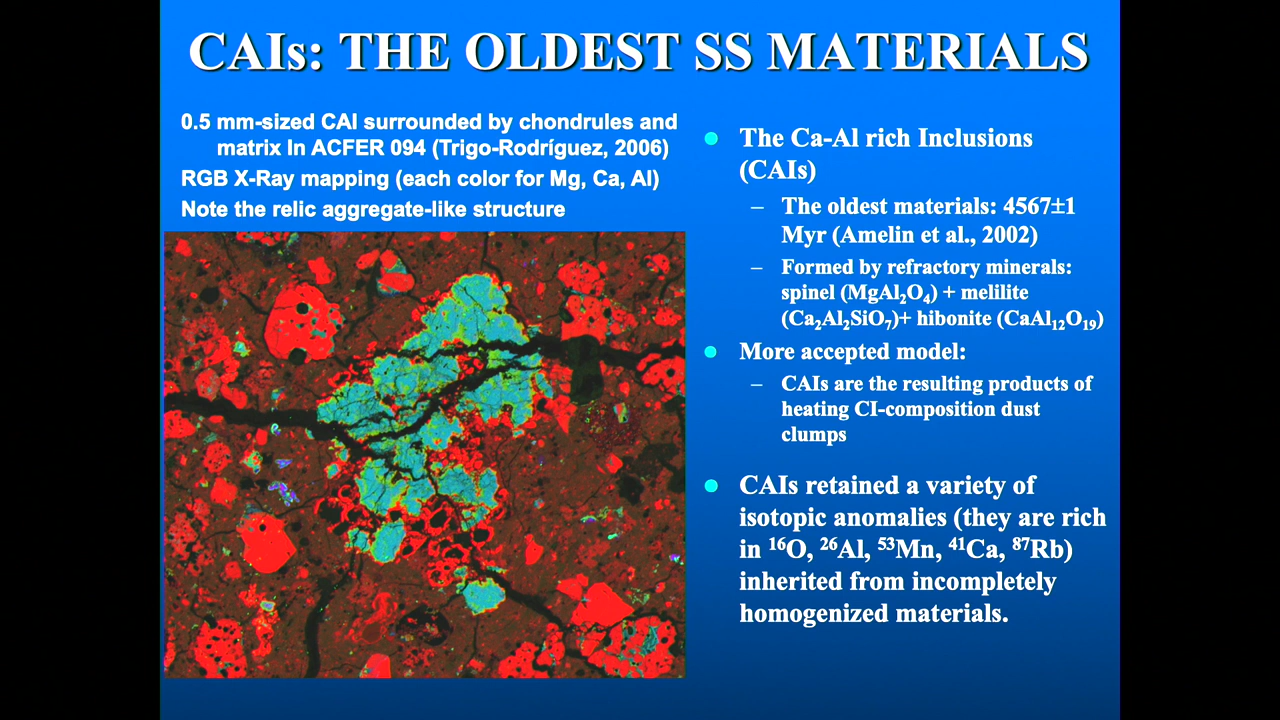 CAIs: THE OLDEST SS MATERIALS
0.5 mm-sized CAI surrounded by chondrules and
matrix In ACFER 094 (Trigo-Rodríguez, 2006)
RGB X-Ray mapping (each color for Mg, Ca, Al)
Note the relic aggregate-like structure
● The Ca-Al rich Inclusions
(CAIs)
– The oldest materials: 4567±1
Myr (Amelin et al., 2002)
– Formed by refractory minerals:
spinel (MgAl₂O₄) + melilite
(Ca₂Al₂SiO₇)+ hibonite (CaAl₁₂O₁₉)
● More accepted model:
– CAIs are the resulting products of
heating CI-composition dust
clumps
● CAIs retained a variety of
isotopic anomalies (they are rich
in ¹⁶O, ²⁶Al, ⁵³Mn, ⁴¹Ca, ⁸⁷Rb)
inherited from incompletely
homogenized materials.